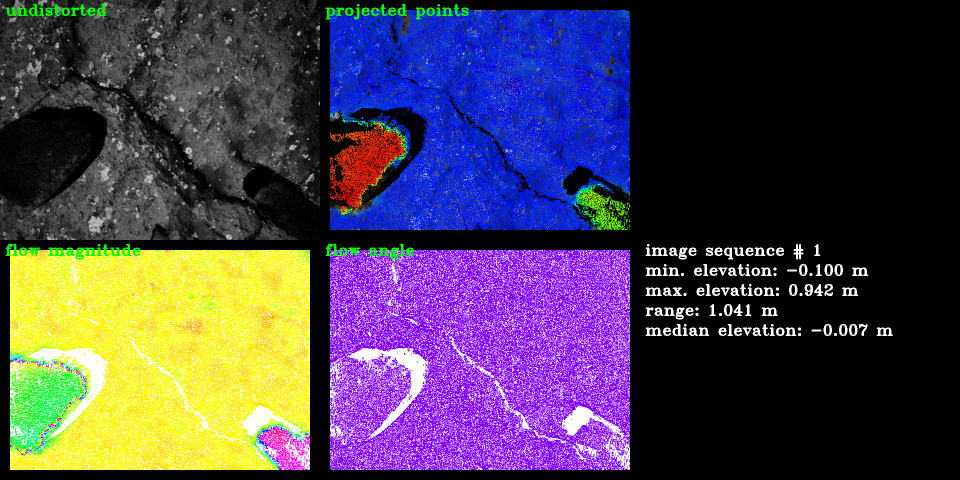 undistorted
projected points
flow magnitude
flow angle
image sequence # 1
min. elevation: −0.100 m
max. elevation: 0.942 m
range: 1.041 m
median elevation: −0.007 m